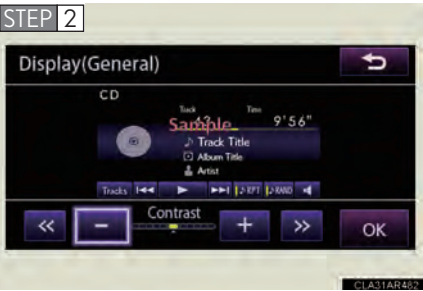 STEP 2
Display(General)
CD
Track Time
Sample 9'56"
Track Title
Album Title
Artist
Tracks RPT RAND
Contrast
OK
CLA31AR482